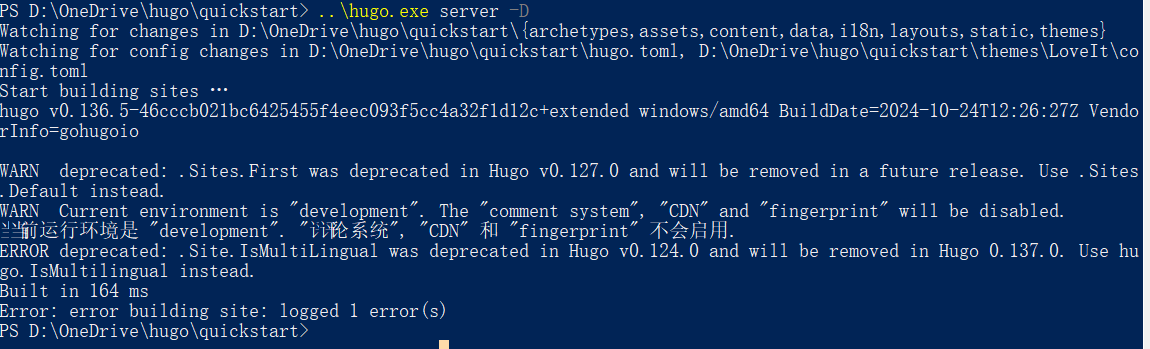 PS D:\OneDrive\hugo\quickstart> ..\hugo.exe server -D
Watching for changes in D:\OneDrive\hugo\quickstart\{archetypes,assets,content,data,i18n,layouts,static,themes}
Watching for config changes in D:\OneDrive\hugo\quickstart\hugo.toml, D:\OneDrive\hugo\quickstart\themes\LoveIt\co
nfig.toml
Start building sites …
hugo v0.136.5-46cccb021bc6425455f4eec093f5cc4a32f1d12c+extended windows/amd64 BuildDate=2024-10-24T12:26:27Z Vendo
rInfo=gohugoio
WARN  deprecated: .Sites.First was deprecated in Hugo v0.127.0 and will be removed in a future release. Use .Sites
.Default instead.
WARN  Current environment is "development". The "comment system", "CDN" and "fingerprint" will be disabled.
当前运行环境是 "development". "评论系统", "CDN" 和 "fingerprint" 不会启用.
ERROR deprecated: .Site.IsMultiLingual was deprecated in Hugo v0.124.0 and will be removed in Hugo 0.137.0. Use hu
go.IsMultilingual instead.
Built in 164 ms
Error: error building site: logged 1 error(s)
PS D:\OneDrive\hugo\quickstart>